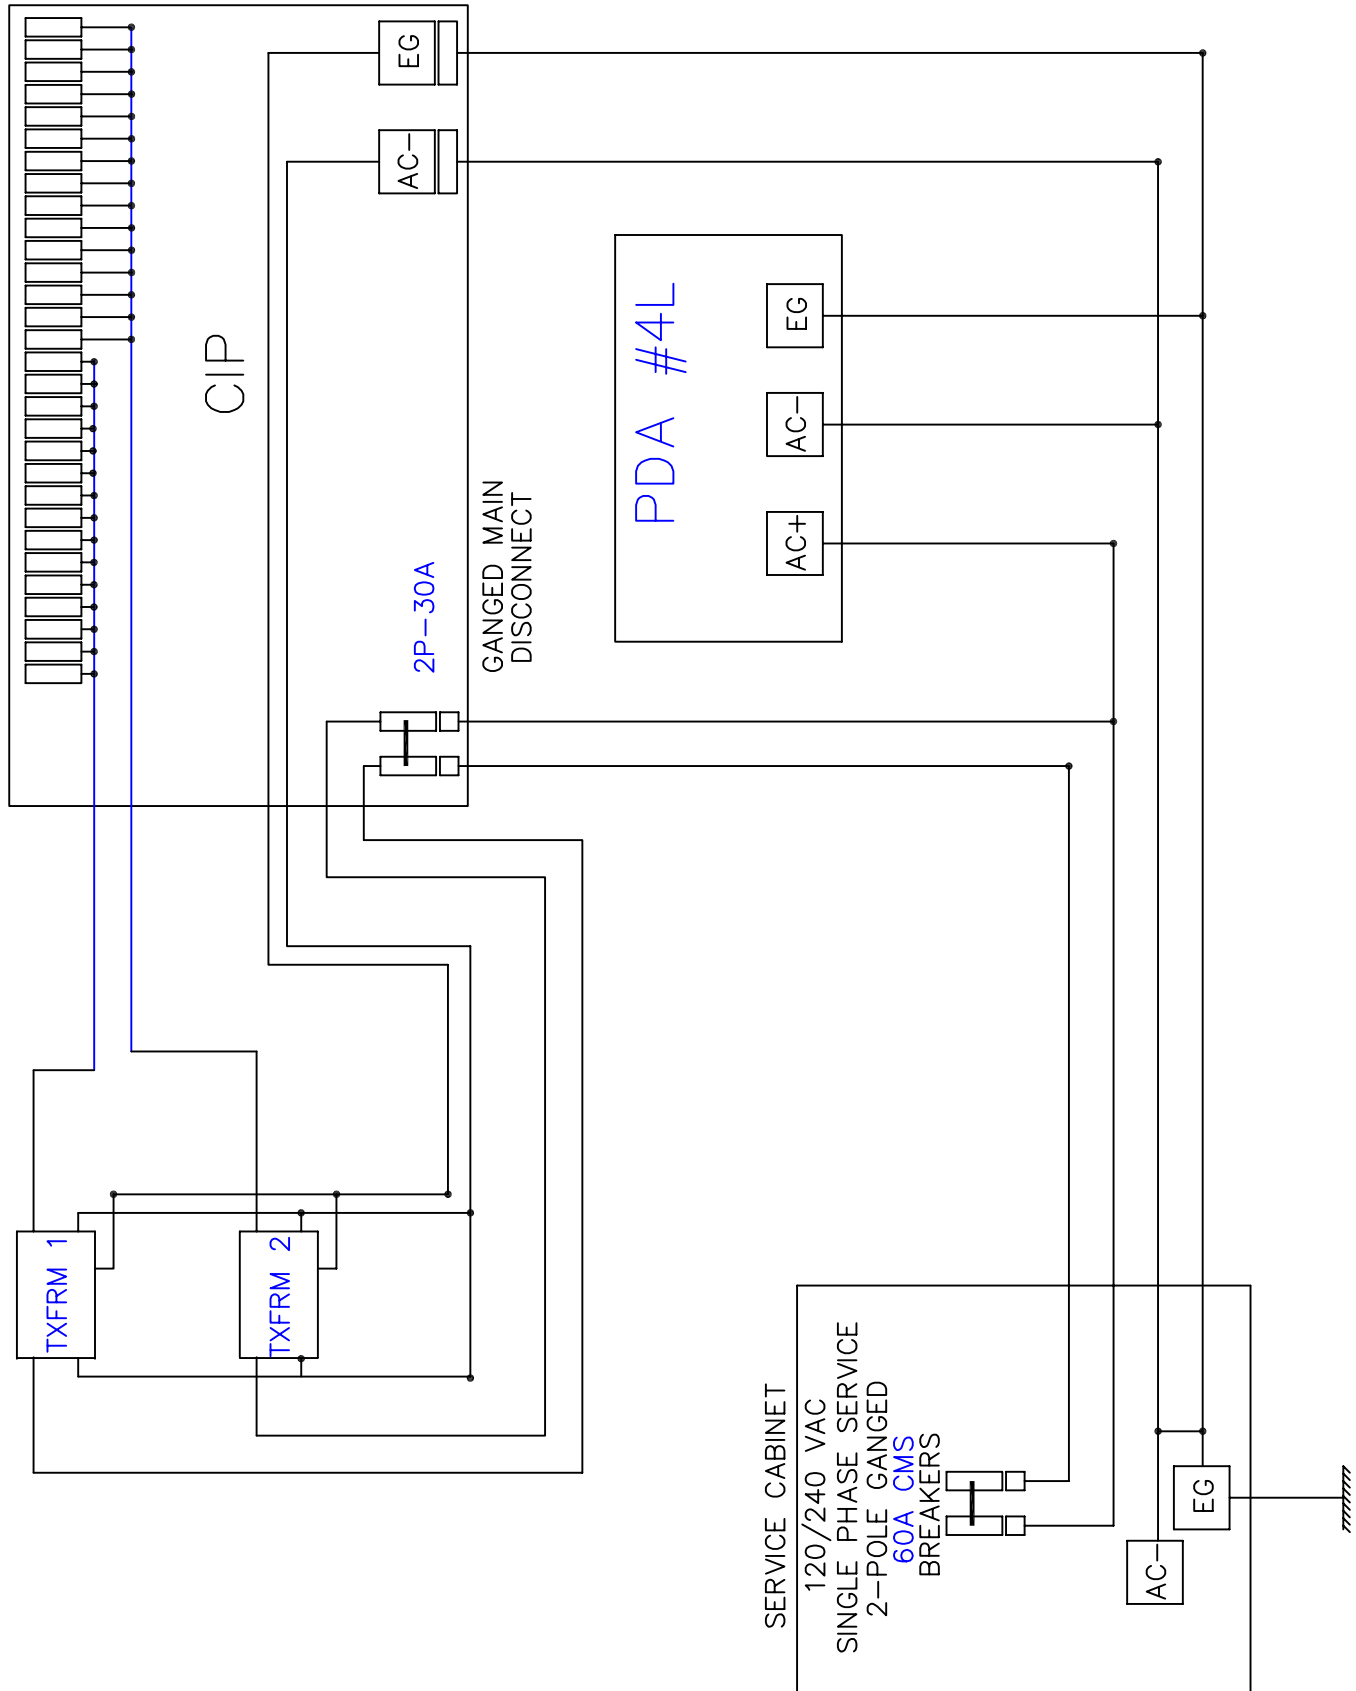 EG
AC-
CIP
2P-30A
GANGED MAIN
DISCONNECT
PDA #4L
EG
AC-
AC+
TXFRM 1
TXFRM 2
SERVICE CABINET
120/240 VAC
SINGLE PHASE SERVICE
2-POLE GANGED
60A CMS
BREAKERS
EG
AC-